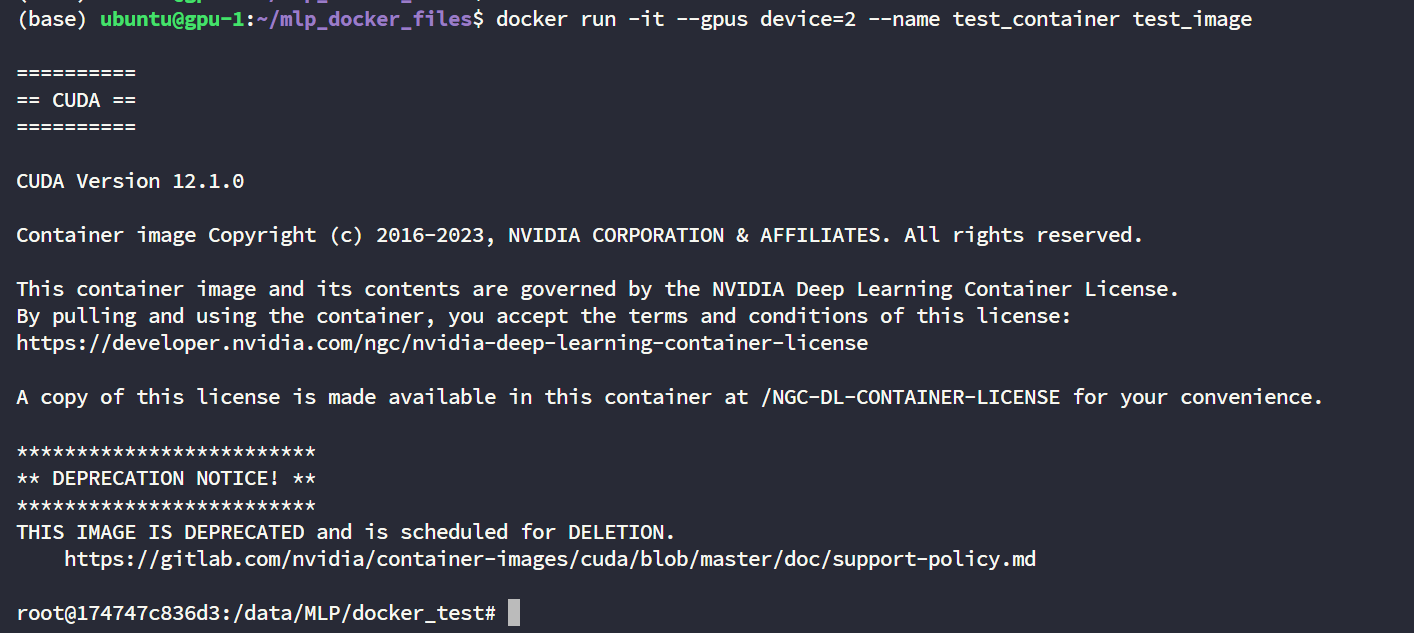 (base) ubuntu@gpu-1:~/mlp_docker_files$ docker run -it --gpus device=2 --name test_container test_image
==========
== CUDA ==
==========
CUDA Version 12.1.0
Container image Copyright (c) 2016-2023, NVIDIA CORPORATION & AFFILIATES. All rights reserved.
This container image and its contents are governed by the NVIDIA Deep Learning Container License.
By pulling and using the container, you accept the terms and conditions of this license:
https://developer.nvidia.com/ngc/nvidia-deep-learning-container-license
A copy of this license is made available in this container at /NGC-DL-CONTAINER-LICENSE for your convenience.
*************************
** DEPRECATION NOTICE! **
*************************
THIS IMAGE IS DEPRECATED and is scheduled for DELETION.
    https://gitlab.com/nvidia/container-images/cuda/blob/master/doc/support-policy.md
root@174747c836d3:/data/MLP/docker_test#